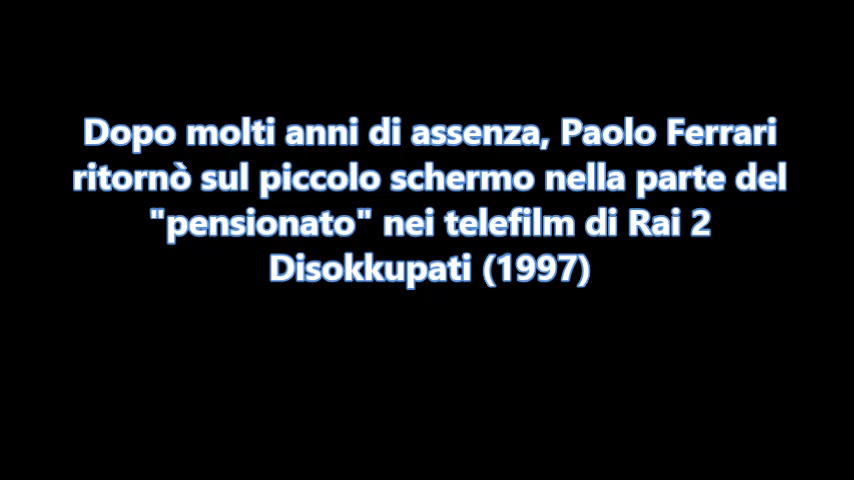 Dopo molti anni di assenza, Paolo Ferrari
ritornò sul piccolo schermo nella parte del
"pensionato" nei telefilm di Rai 2
Disokkupati (1997)